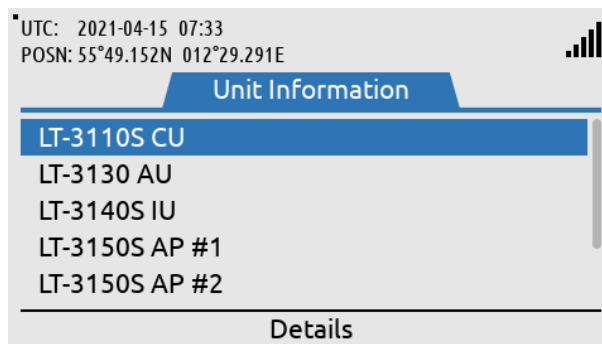 UTC: 2021-04-15 07:33
POSN: 55°49.152N 012°29.291E
Unit Information
LT-3110S CU
LT-3130 AU
LT-3140S IU
LT-3150S AP #1
LT-3150S AP #2
Details